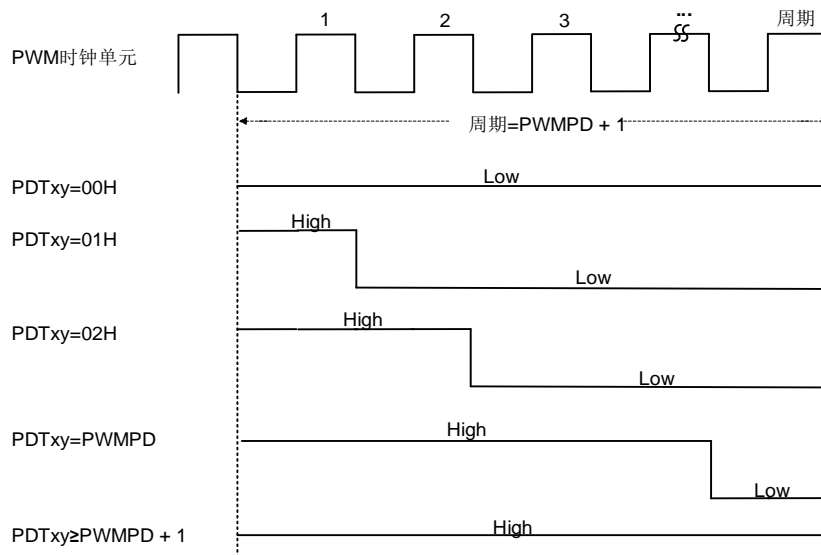 1 2 3 ... 周期
PWM时钟单元
周期=PWMPD + 1
PDTxy=00H Low
PDTxy=01H High Low
PDTxy=02H High Low
PDTxy=PWMPD High Low
PDTxy≥PWMPD + 1 High